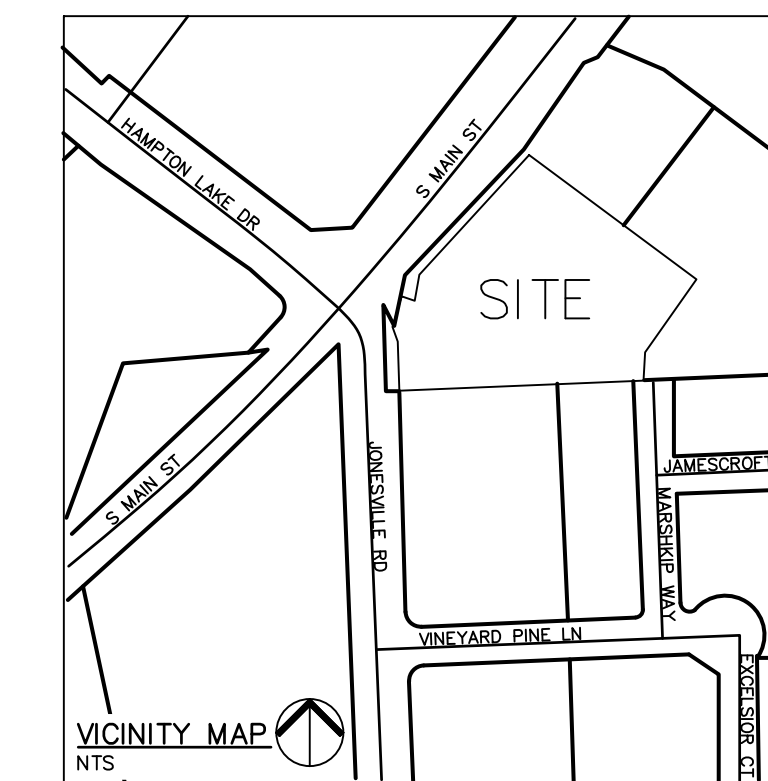 HAMPTON LAKE DR
S MAIN ST
SITE
S MAIN ST
JONESVILLE RD
JAMESCROFT
MARSHKIP WAY
VINEYARD PINE LN
EXCELSIOR CT
VICINITY MAP
NTS